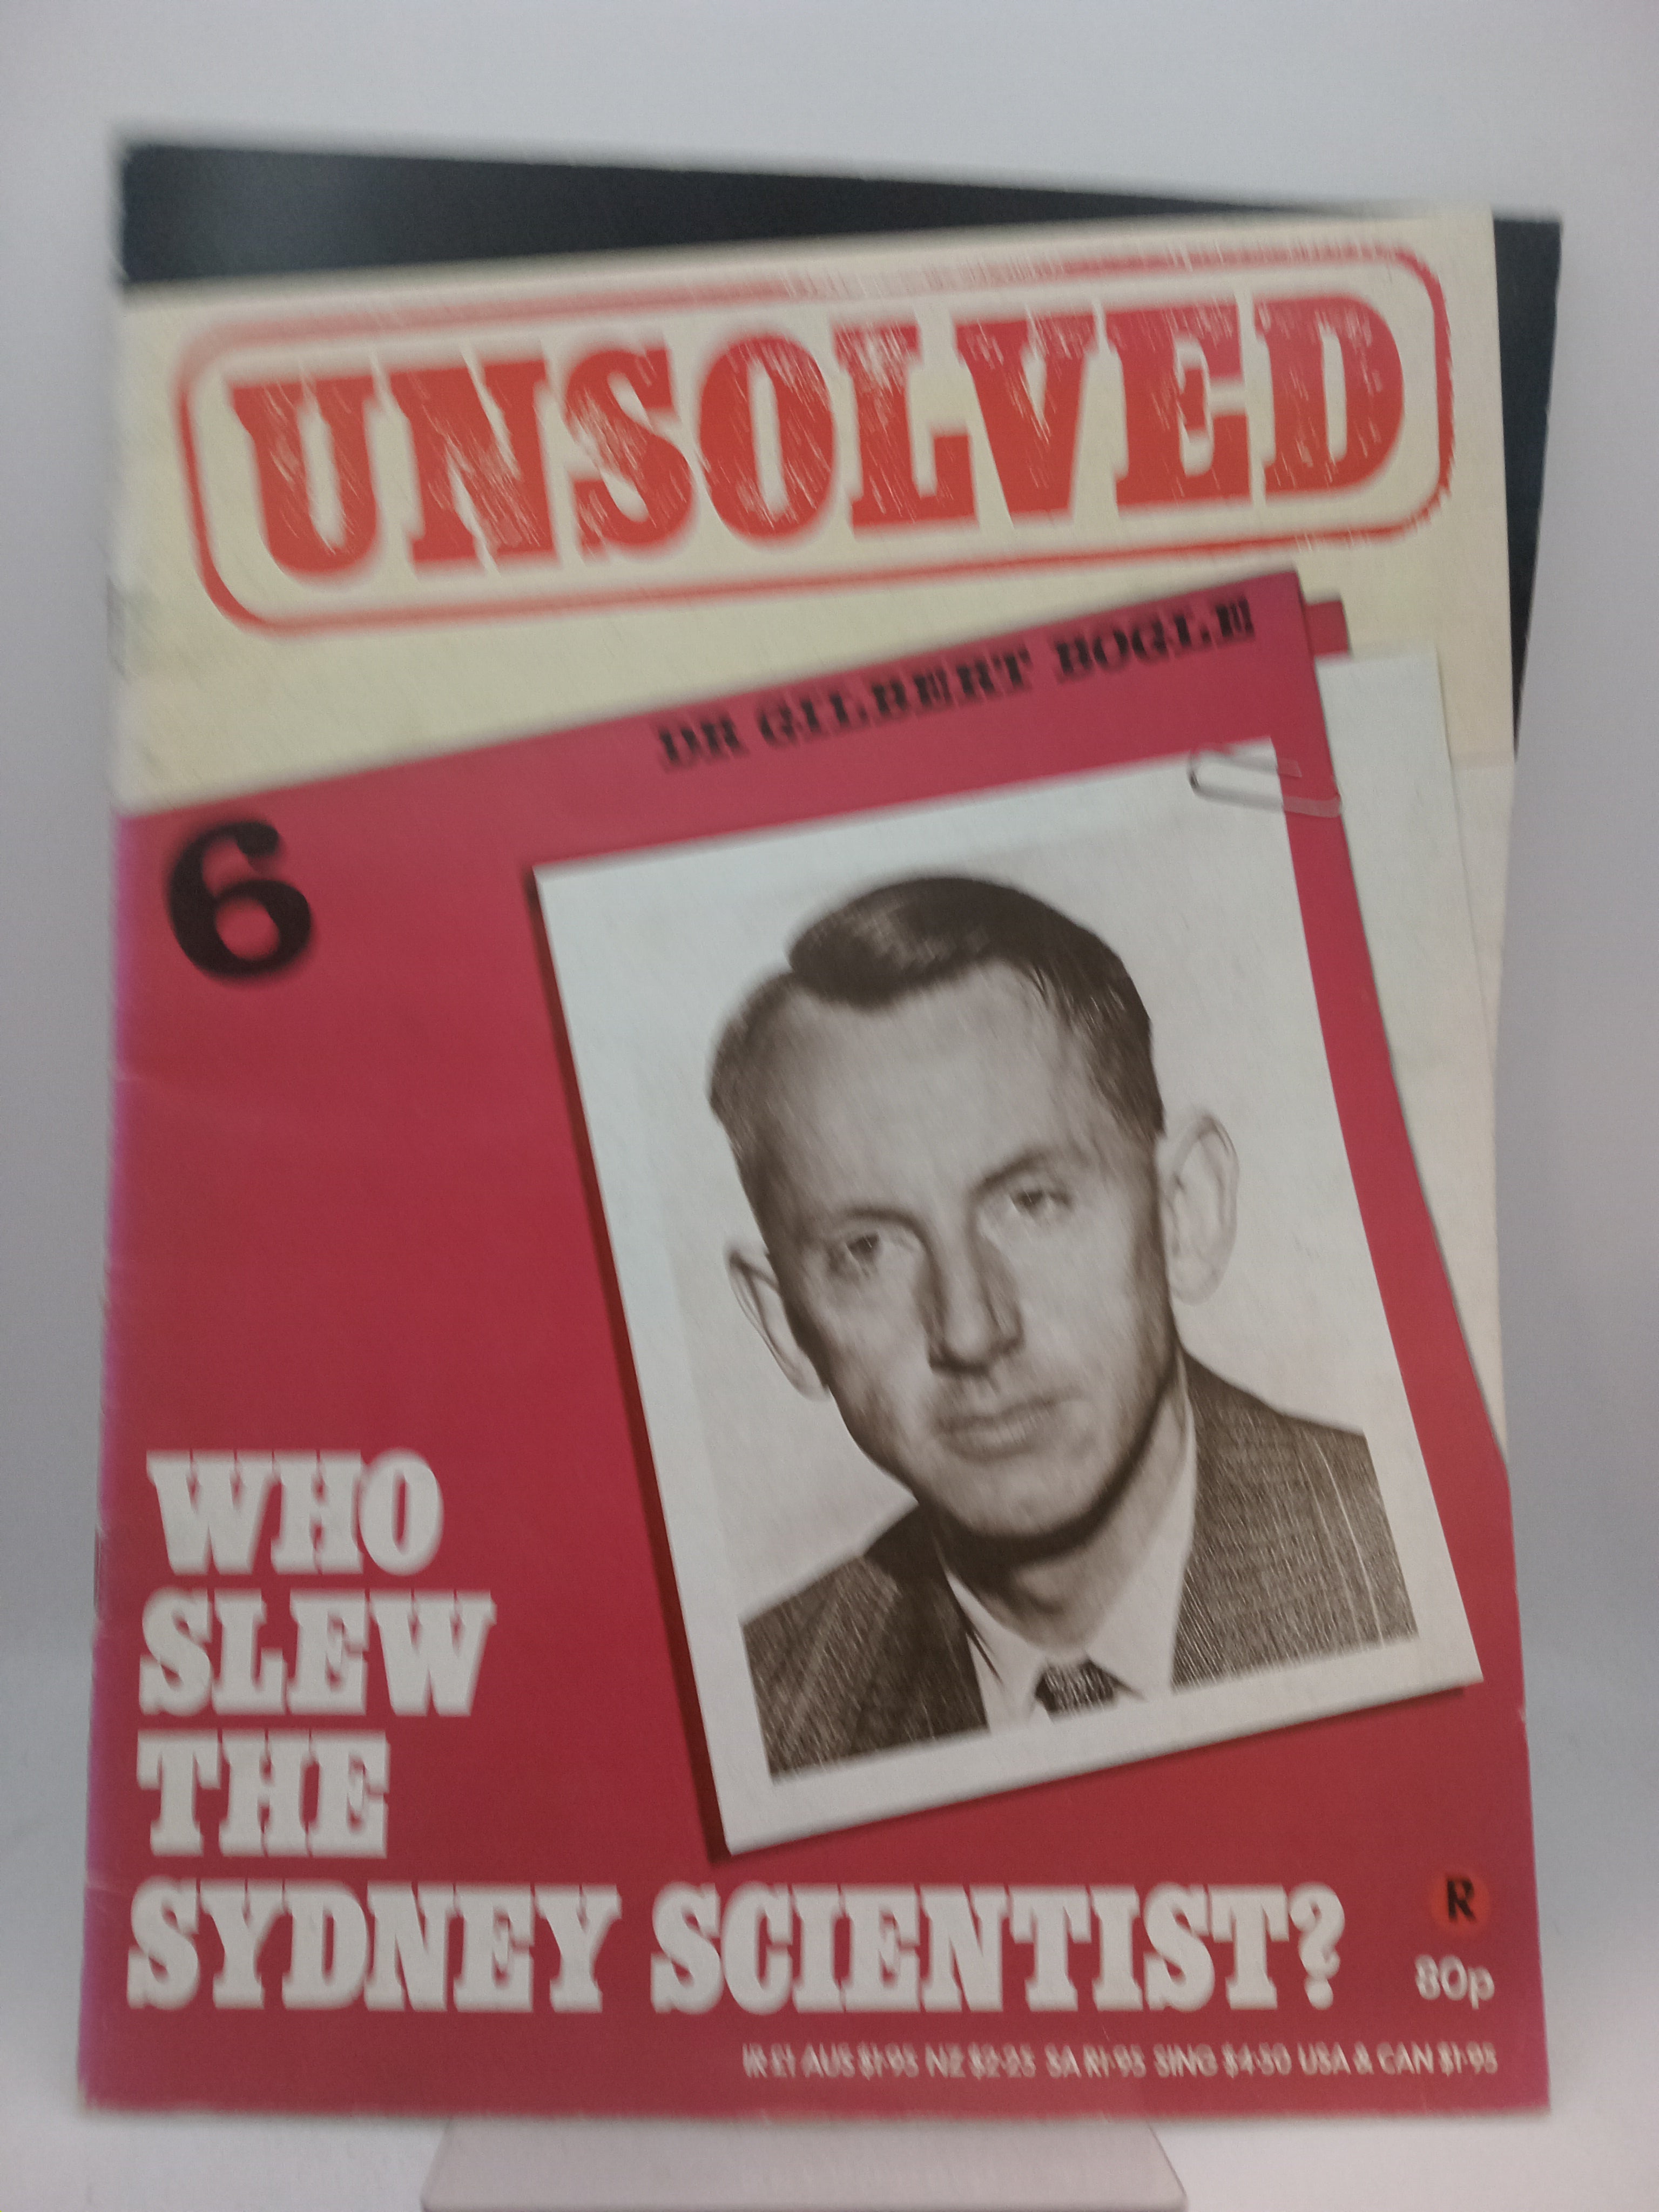 UNSOLVED
DR GILBERT BOGLE
6
WHO
SLEW
THE
SYDNEY SCIENTIST?
R
80p
IR £1 AUS $1·95 NZ $2·25 SA R1·95 SING $4·50 USA & CAN $1·95